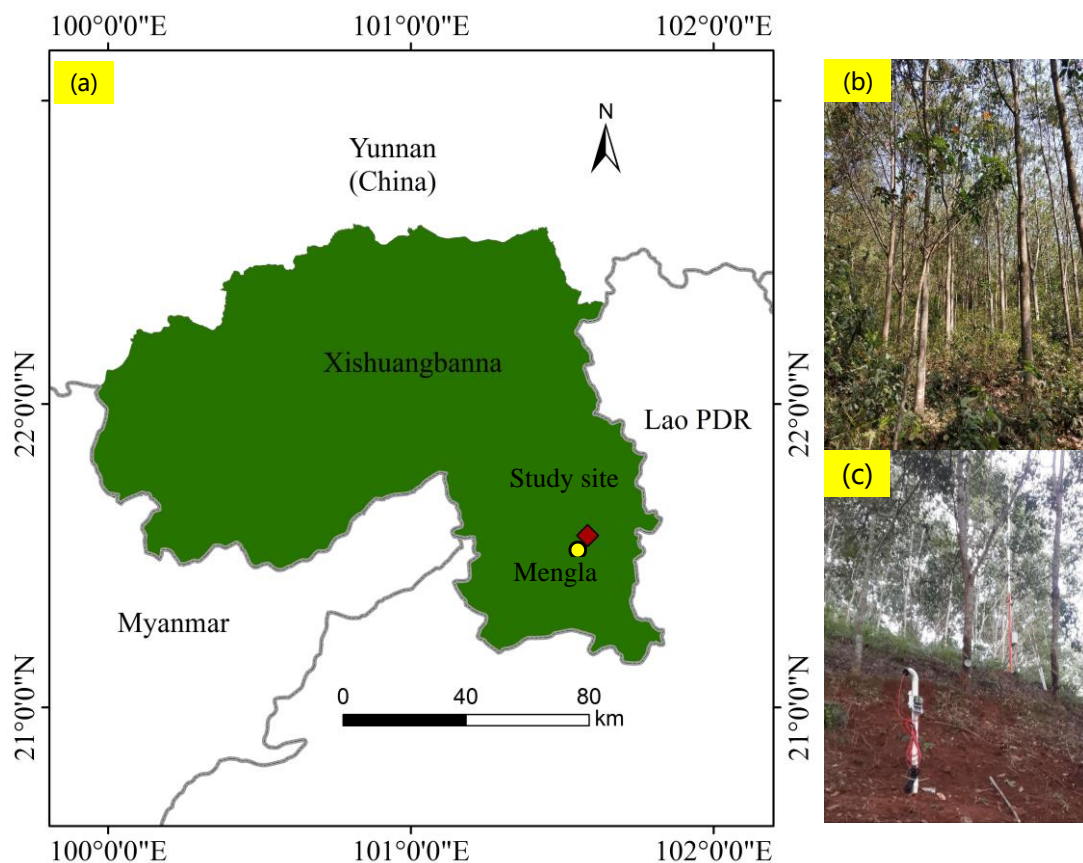 100°0'0"E
101°0'0"E
102°0'0"E
(a)
(b)
N
Yunnan
(China)
Xishuangbanna
22°0'0"N
22°0'0"N
Lao PDR
(c)
Study site
Mengla
Myanmar
0
40
80
km
21°0'0"N
21°0'0"N
100°0'0"E
101°0'0"E
102°0'0"E